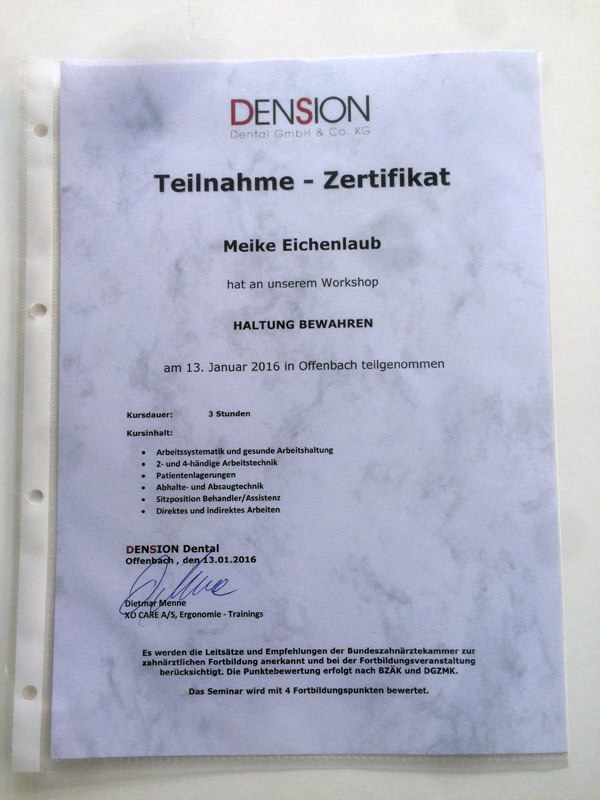 DENSION
Dental GmbH & Co. KG
Teilnahme - Zertifikat
Meike Eichenlaub
hat an unserem Workshop
HALTUNG BEWAHREN
am 13. Januar 2016 in Offenbach teilgenommen
Kursdauer: 3 Stunden
Kursinhalt:
• Arbeitssystematik und gesunde Arbeitshaltung
• 2- und 4-händige Arbeitstechnik
• Patientenlagerungen
• Abhalte- und Absaugtechnik
• Sitzposition Behandler/Assistenz
• Direktes und indirektes Arbeiten
DENSION Dental
Offenbach , den 13.01.2016
Dietmar Menne
XO CARE A/S, Ergonomie - Trainings
Es werden die Leitsätze und Empfehlungen der Bundeszahnärztekammer zur
zahnärztlichen Fortbildung anerkannt und bei der Fortbildungsveranstaltung
berücksichtigt. Die Punktebewertung erfolgt nach BZÄK und DGZMK.
Das Seminar wird mit 4 Fortbildungspunkten bewertet.